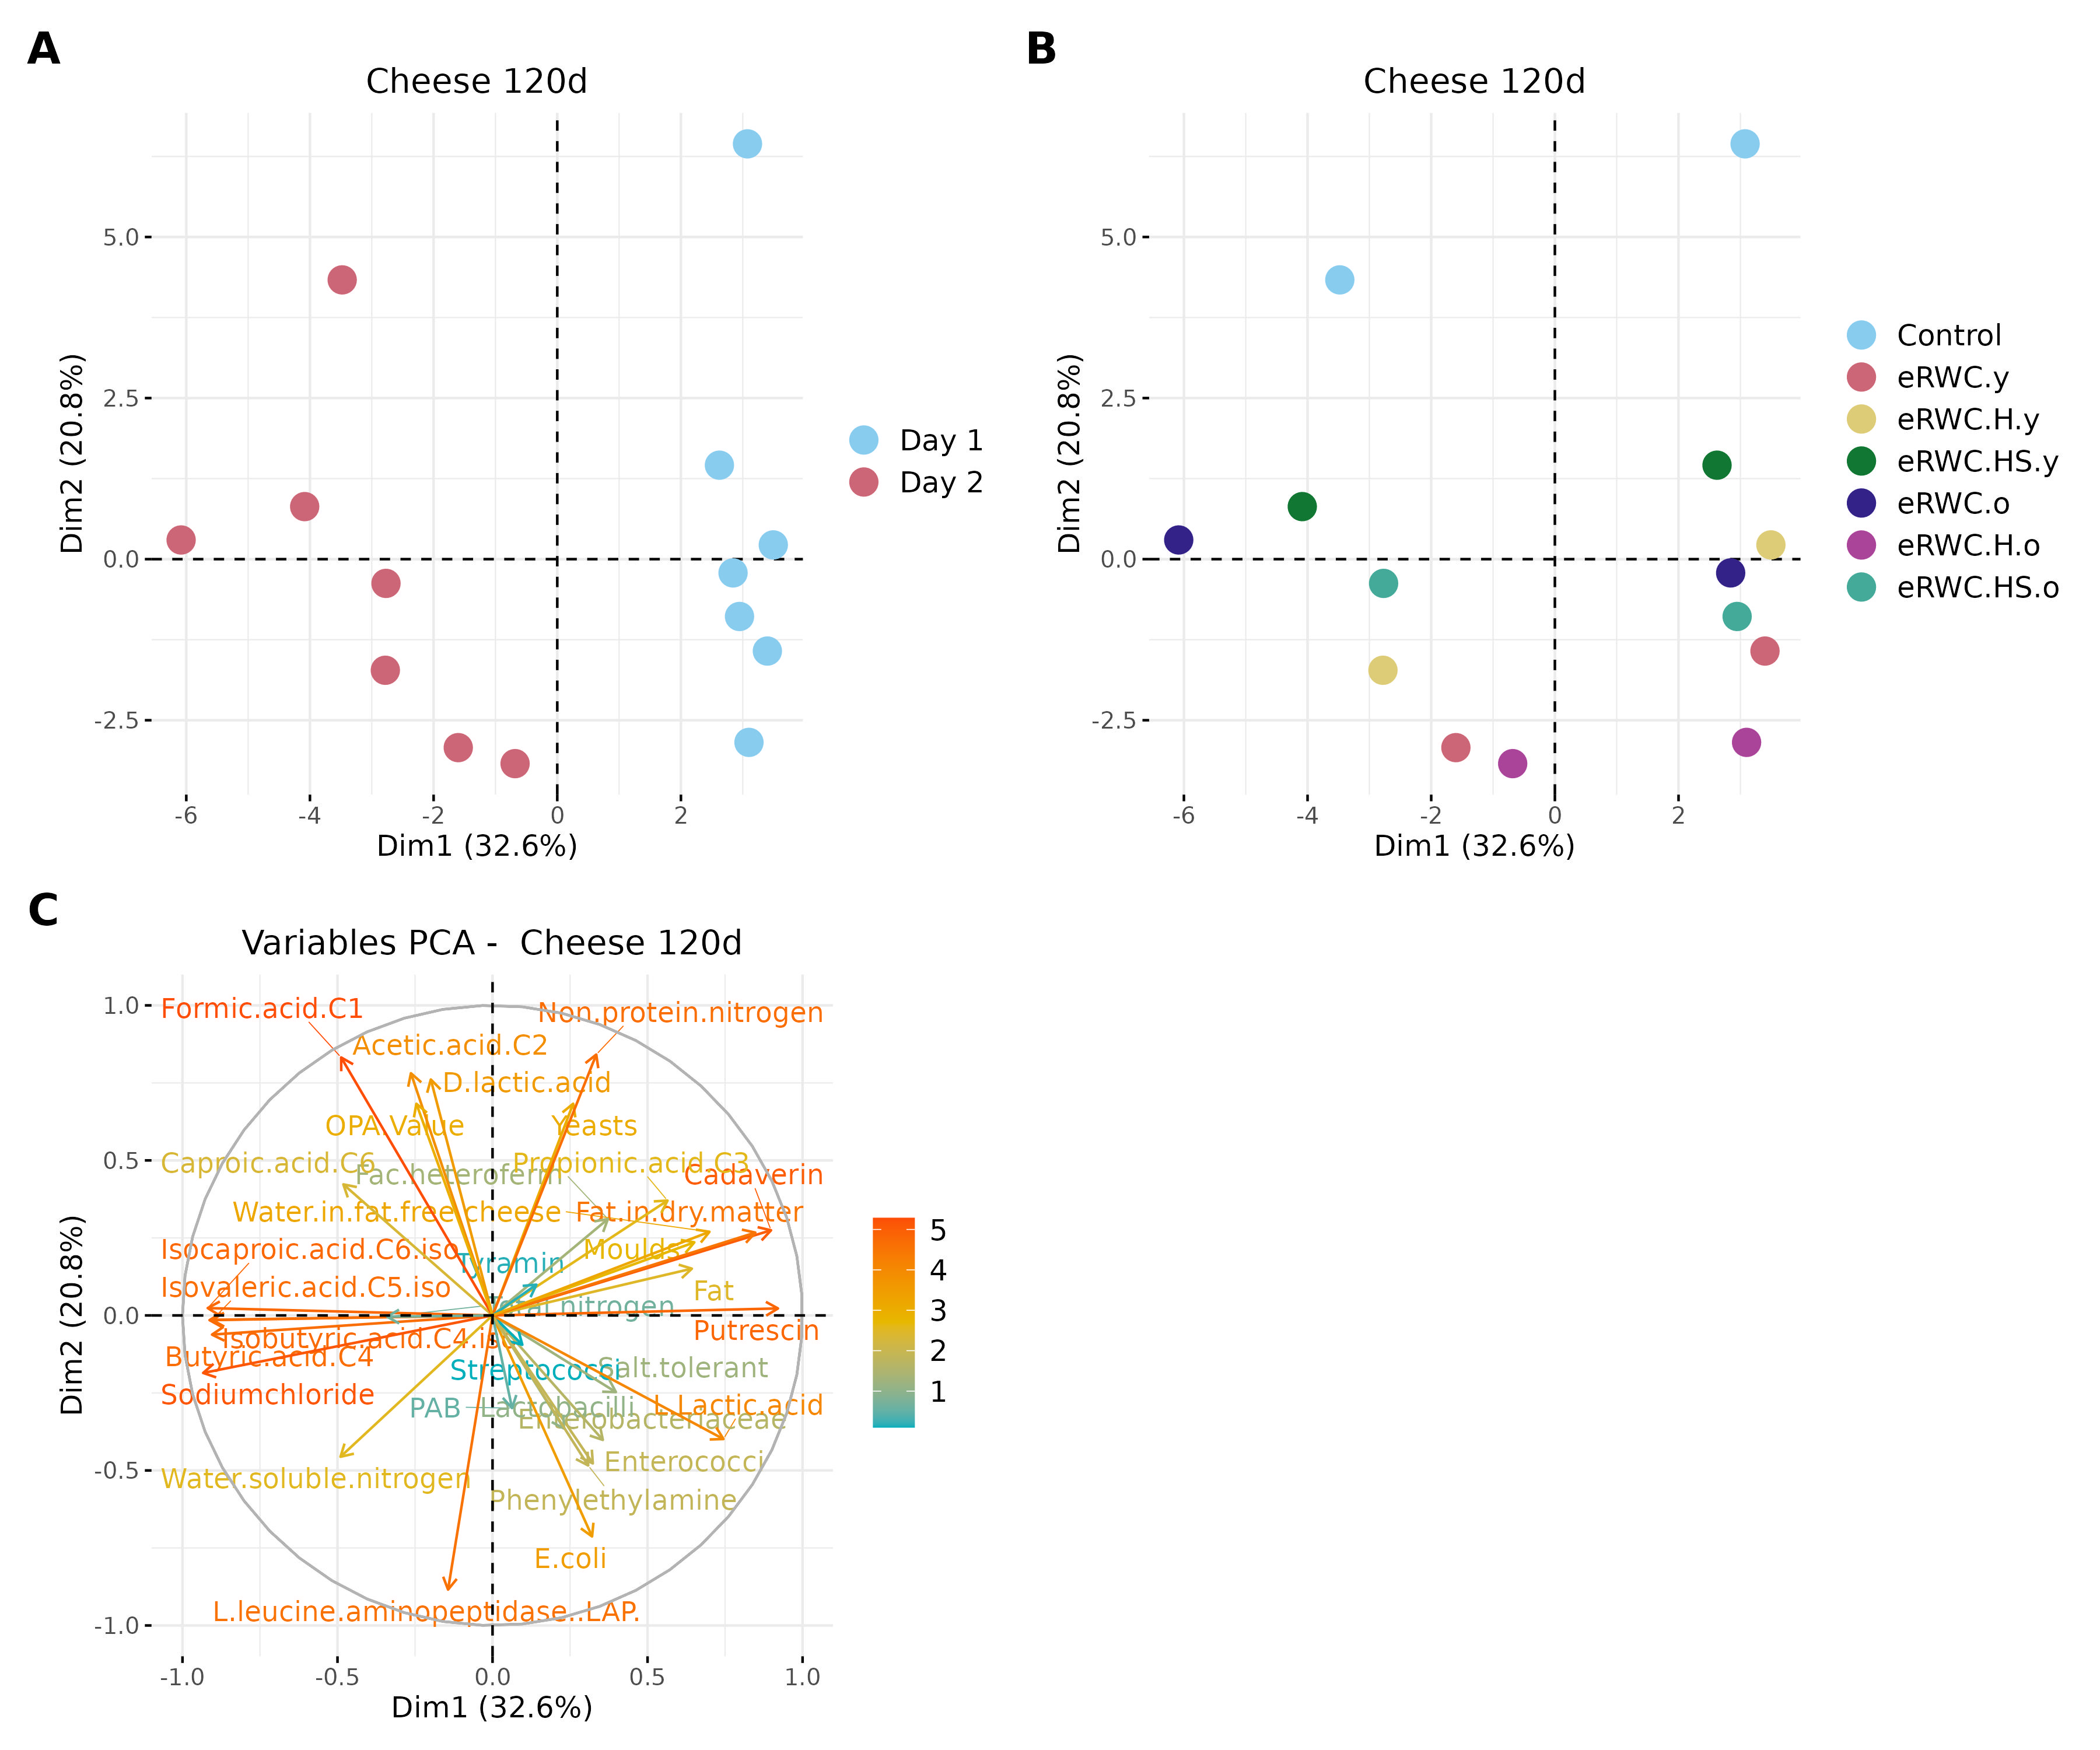 A
Cheese 120d
5.0
2.5
0.0
-2.5
-6 -4 -2 0 2
Dim1 (32.6%)
Dim2 (20.8%)
Day 1
Day 2
B
Cheese 120d
5.0
2.5
0.0
-2.5
-6 -4 -2 0 2
Dim1 (32.6%)
Dim2 (20.8%)
Control
eRWC.y
eRWC.H.y
eRWC.HS.y
eRWC.o
eRWC.H.o
eRWC.HS.o
C
Variables PCA - Cheese 120d
1.0
0.5
0.0
-0.5
-1.0
Formic.acid.C1
Non.protein.nitrogen
Acetic.acid.C2
D.lactic.acid
OPA.Value
Yeasts
Caproic.acid.C6
Propionic.acid.C3
Fac.heteroferm
Cadaverin
Water.in.fat.free.cheese
Fat.in.dry.matter
Isocaproic.acid.C6.iso
Moulds
Tyramin
Isovaleric.acid.C5.iso
Fat
Total.nitrogen
Putrescin
Isobutyric.acid.C4.iso
Butyric.acid.C4
Streptococci
Salt.tolerant
Sodiumchloride
PAB
Lactobacilli
L.Lactic.acid
Enterobacteriaceae
Enterococci
Water.soluble.nitrogen
Phenylethylamine
E.coli
L.leucine.aminopeptidase..LAP.
-1.0 -0.5 0.0 0.5 1.0
Dim1 (32.6%)
Dim2 (20.8%)
5
4
3
2
1